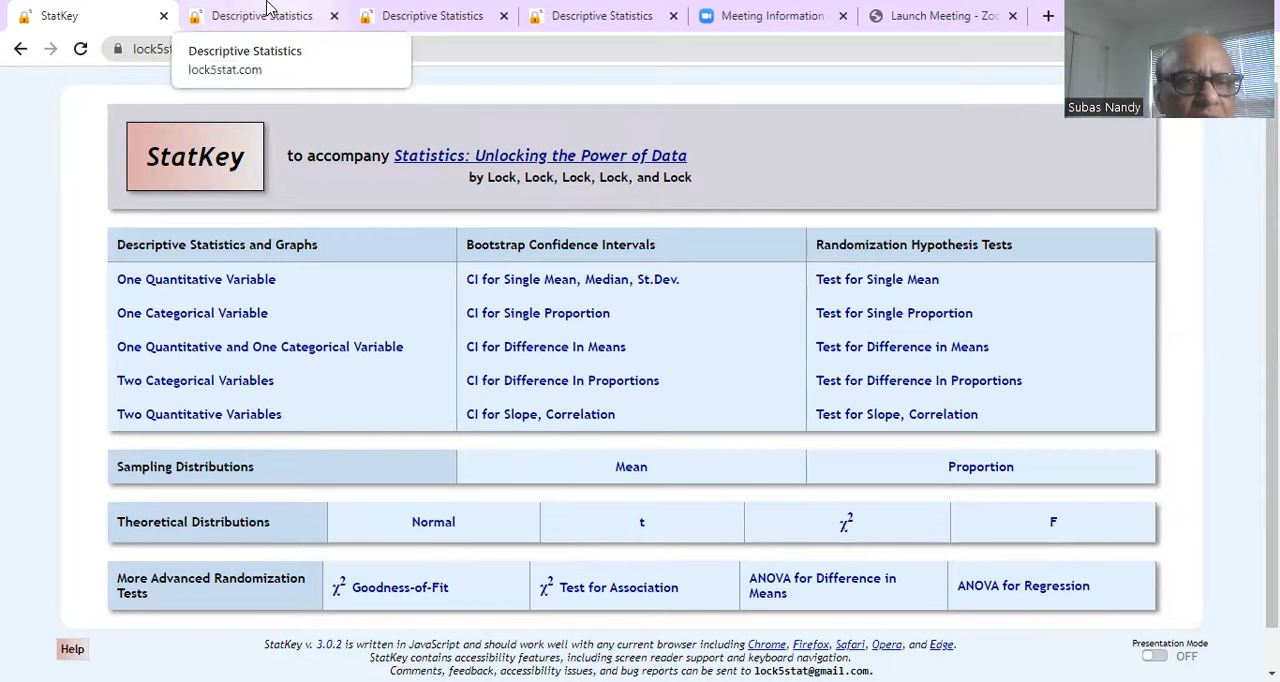 StatKey
Descriptive Statistics
Descriptive Statistics
Descriptive Statistics
Meeting Information -
Launch Meeting - Zoo
lock5st
Descriptive Statistics
lock5stat.com
Subas Nandy
StatKey
to accompany Statistics: Unlocking the Power of Data
by Lock, Lock, Lock, Lock, and Lock
Descriptive Statistics and Graphs
One Quantitative Variable
One Categorical Variable
One Quantitative and One Categorical Variable
Two Categorical Variables
Two Quantitative Variables
Bootstrap Confidence Intervals
CI for Single Mean, Median, St.Dev.
CI for Single Proportion
CI for Difference In Means
CI for Difference In Proportions
CI for Slope, Correlation
Randomization Hypothesis Tests
Test for Single Mean
Test for Single Proportion
Test for Difference in Means
Test for Difference In Proportions
Test for Slope, Correlation
Sampling Distributions
Mean
Proportion
Theoretical Distributions
Normal
t
χ²
F
More Advanced Randomization
Tests
χ² Goodness-of-Fit
χ² Test for Association
ANOVA for Difference in
Means
ANOVA for Regression
Help
StatKey v. 3.0.2 is written in JavaScript and should work well with any current browser including Chrome, Firefox, Safari, Opera, and Edge.
StatKey contains accessibility features, including screen reader support and keyboard navigation.
Comments, feedback, accessibility issues, and bug reports can be sent to lock5stat@gmail.com.
Presentation Mode
OFF